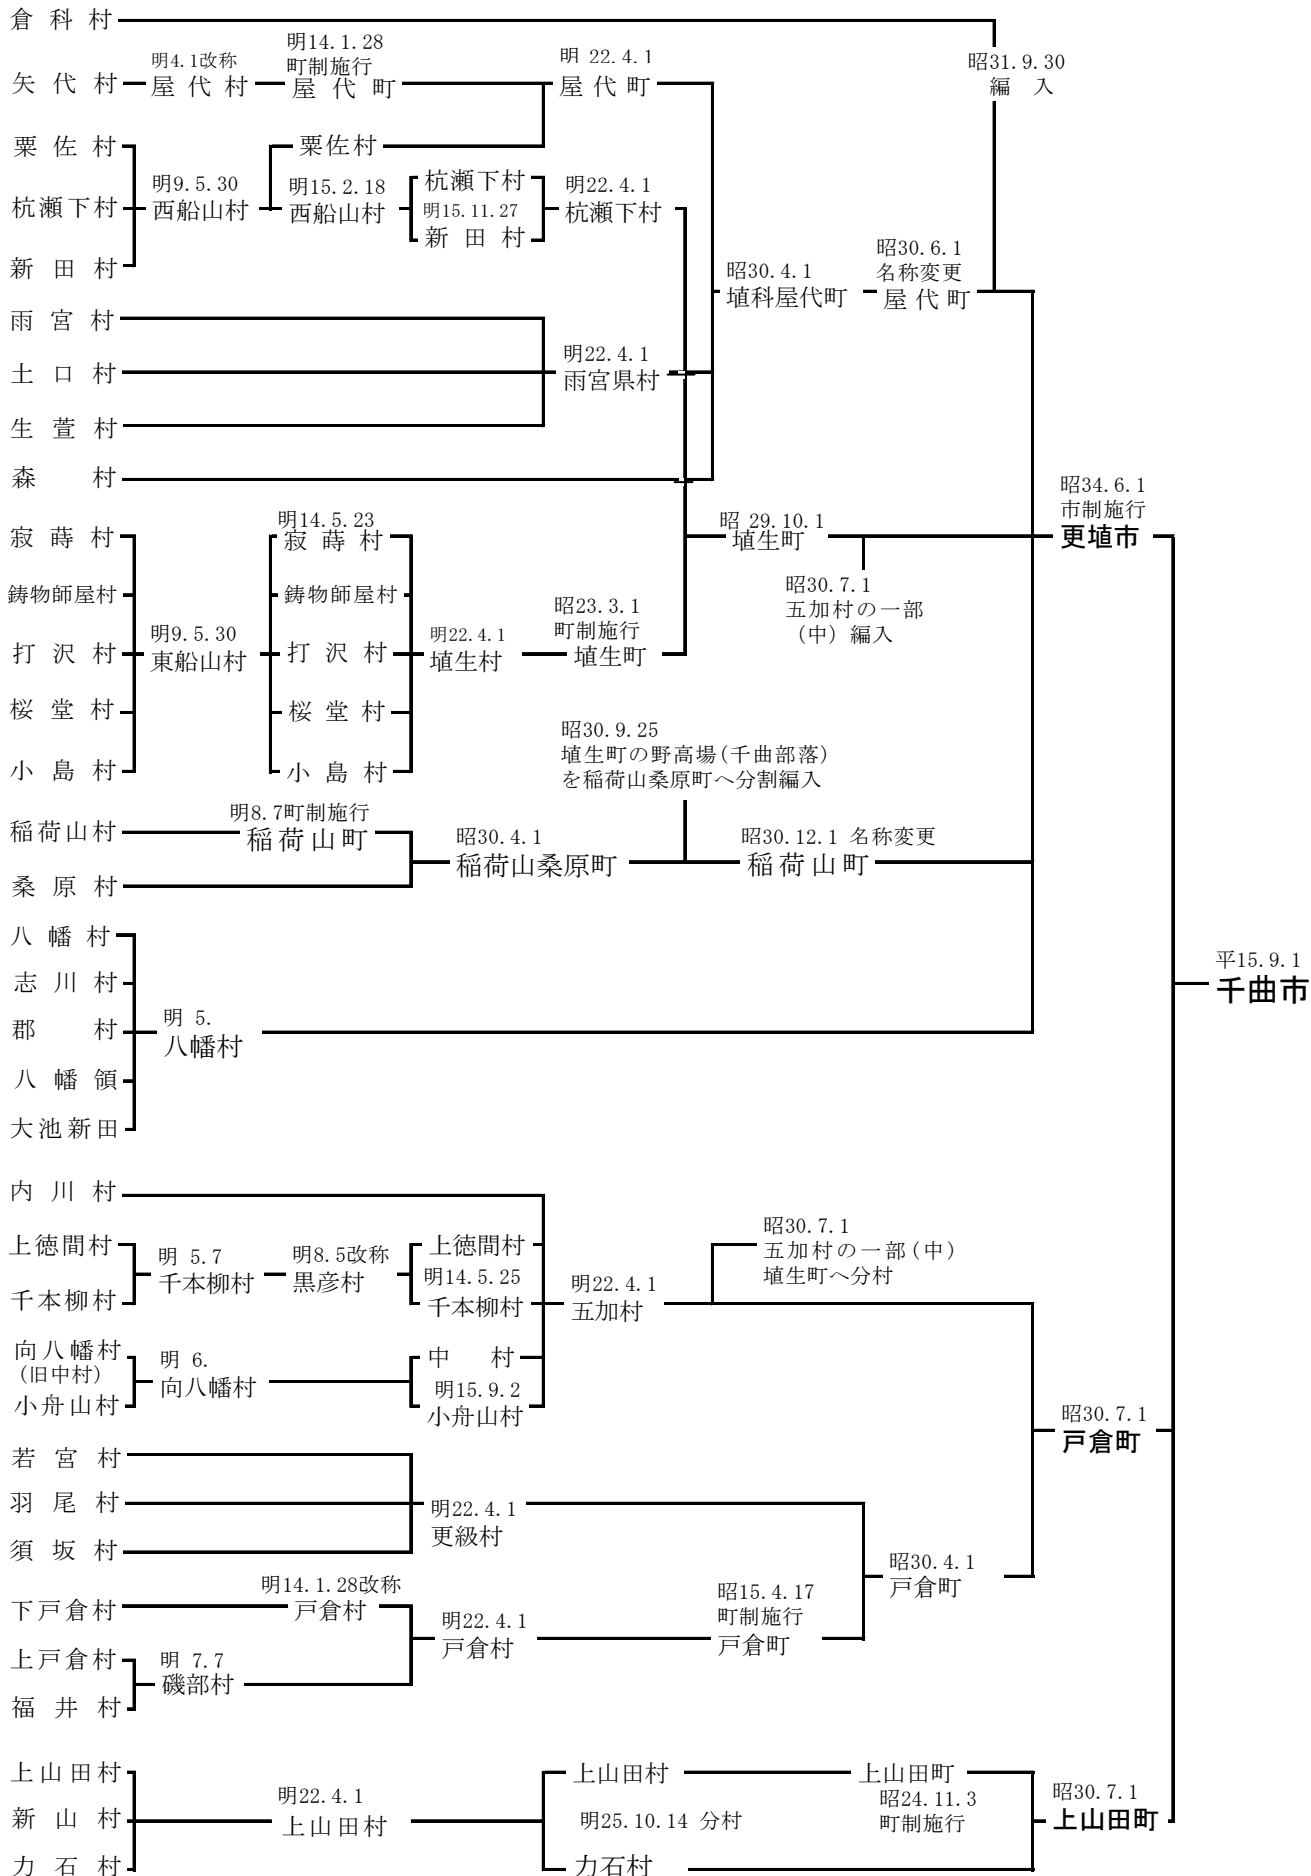 倉科村
矢代村
明4.1改称
屋代村
明14.1.28
町制施行
屋代町
明 22.4.1
屋代町
昭31.9.30
編 入
粟佐村
杭瀬下村
新田村
明9.5.30
西船山村
粟佐村
明15.2.18
西船山村
杭瀬下村
明15.11.27
新田村
明22.4.1
杭瀬下村
昭30.4.1
埴科屋代町
昭30.6.1
名称変更
屋代町
雨宮村
土口村
生萱村
明22.4.1
雨宮県村
森 村
寂蒔村
鋳物師屋村
打沢村
桜堂村
小島村
明9.5.30
東船山村
明14.5.23
寂蒔村
鋳物師屋村
打沢村
桜堂村
小島村
明22.4.1
埴生村
昭23.3.1
町制施行
埴生町
昭 29.10.1
埴生町
昭30.7.1
五加村の一部
(中)編入
昭34.6.1
市制施行
更埴市
昭30.9.25
埴生町の野高場(千曲部落)
を稲荷山桑原町へ分割編入
稲荷山村
明8.7町制施行
稲荷山町
桑原村
昭30.4.1
稲荷山桑原町
昭30.12.1 名称変更
稲荷山町
八幡村
志川村
郡 村
八幡領
大池新田
明 5.
八幡村
平15.9.1
千曲市
内川村
上徳間村
千本柳村
明 5.7
千本柳村
明8.5改称
黒彦村
上徳間村
明14.5.25
千本柳村
向八幡村
(旧中村)
小舟山村
明 6.
向八幡村
中 村
明15.9.2
小舟山村
明22.4.1
五加村
昭30.7.1
五加村の一部(中)
埴生町へ分村
昭30.7.1
戸倉町
若宮村
羽尾村
須坂村
明22.4.1
更級村
下戸倉村
明14.1.28改称
戸倉村
上戸倉村
福井村
明 7.7
磯部村
明22.4.1
戸倉村
昭15.4.17
町制施行
戸倉町
昭30.4.1
戸倉町
上山田村
新山村
力石村
明22.4.1
上山田村
上山田村
明25.10.14 分村
力石村
上山田町
昭24.11.3
町制施行
昭30.7.1
上山田町